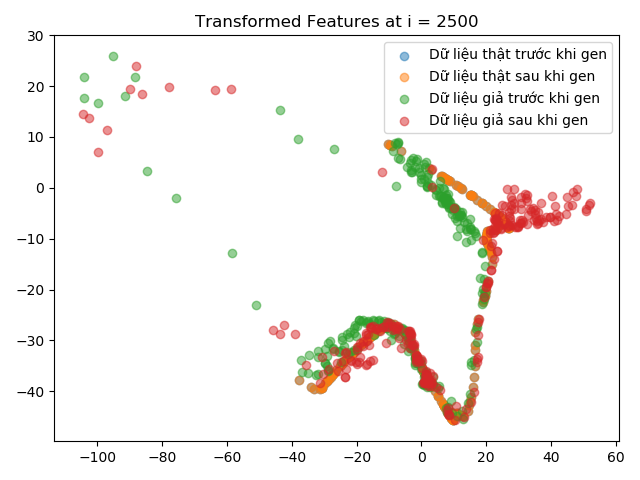 Transformed Features at i = 2500
30
20
10
0
−10
−20
−30
−40
Dữ liệu thật trước khi gen
Dữ liệu thật sau khi gen
Dữ liệu giả trước khi gen
Dữ liệu giả sau khi gen
−100 −80 −60 −40 −20 0 20 40 60